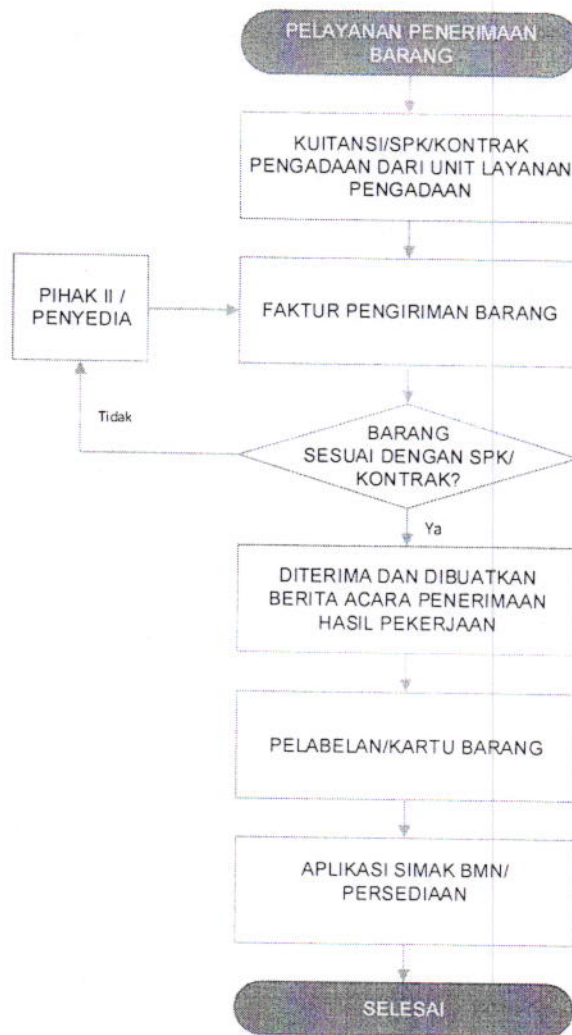 PELAYANAN PENERIMAAN
BARANG
KUITANSI/SPK/KONTRAK
PENGADAAN DARI UNIT LAYANAN
PENGADAAN
PIHAK II /
PENYEDIA
FAKTUR PENGIRIMAN BARANG
Tidak
BARANG
SESUAI DENGAN SPK/
KONTRAK?
Ya
DITERIMA DAN DIBUATKAN
BERITA ACARA PENERIMAAN
HASIL PEKERJAAN
PELABELAN/KARTU BARANG
APLIKASI SIMAK BMN/
PERSEDIAAN
SELESAI